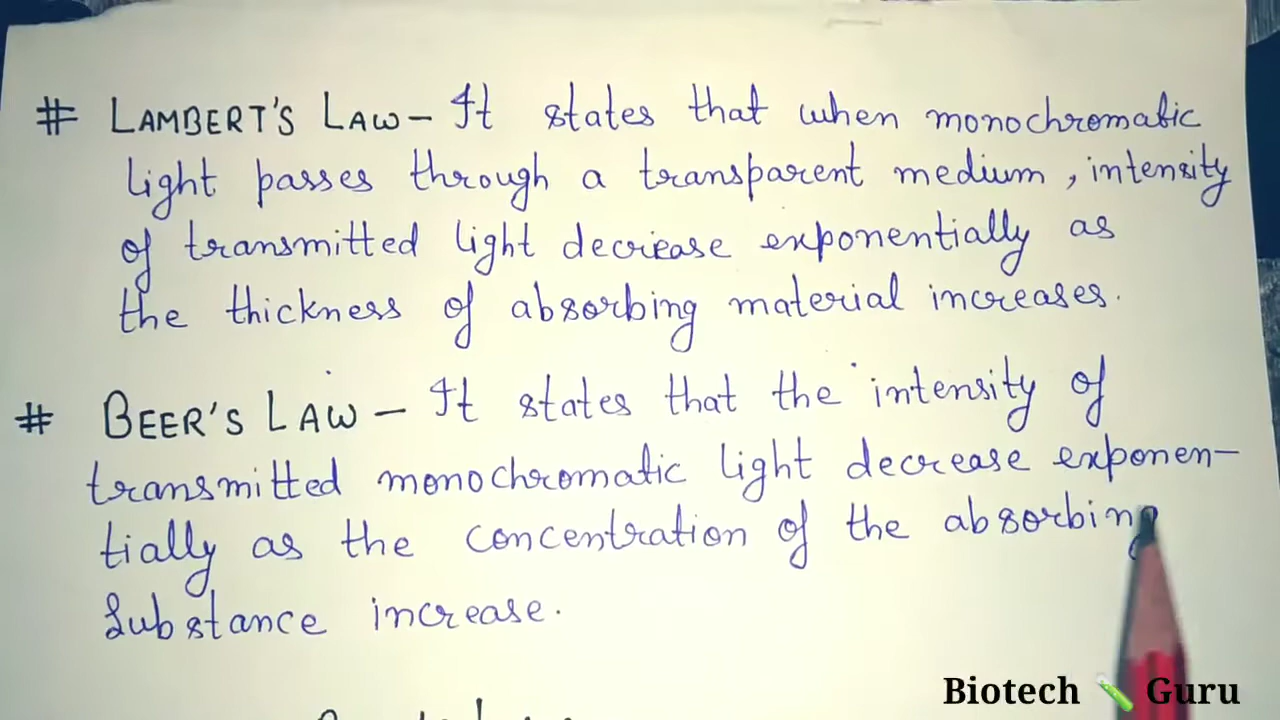 # LAMBERT'S LAW - It states that when monochromatic
light passes through a transparent medium, intensity
of transmitted light decriease exponentially as
the thickness of absorbing material increases.
# BEER'S LAW - It states that the intensity of
transmitted monochromatic light decrease exponen-
tially as the concentration of the absorbing
Substance increase.
Biotech Guru